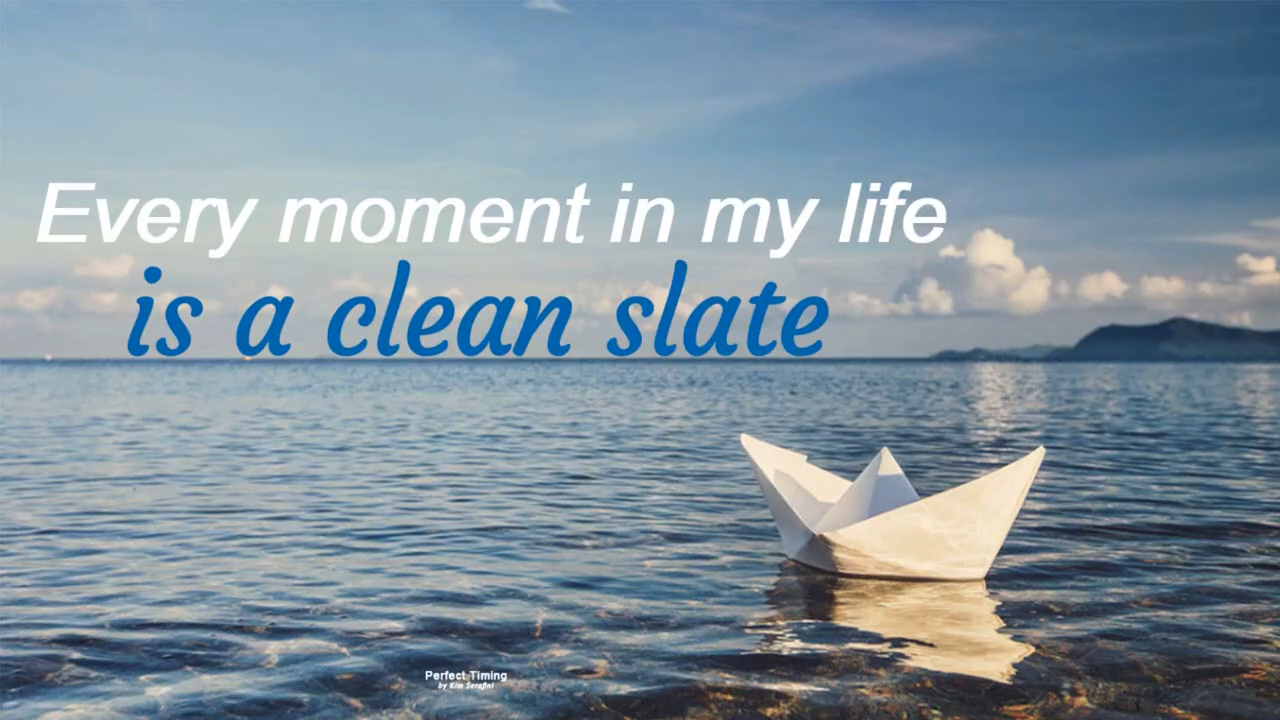 Every moment in my life
is a clean slate
Perfect Timing
by Kim Serafini